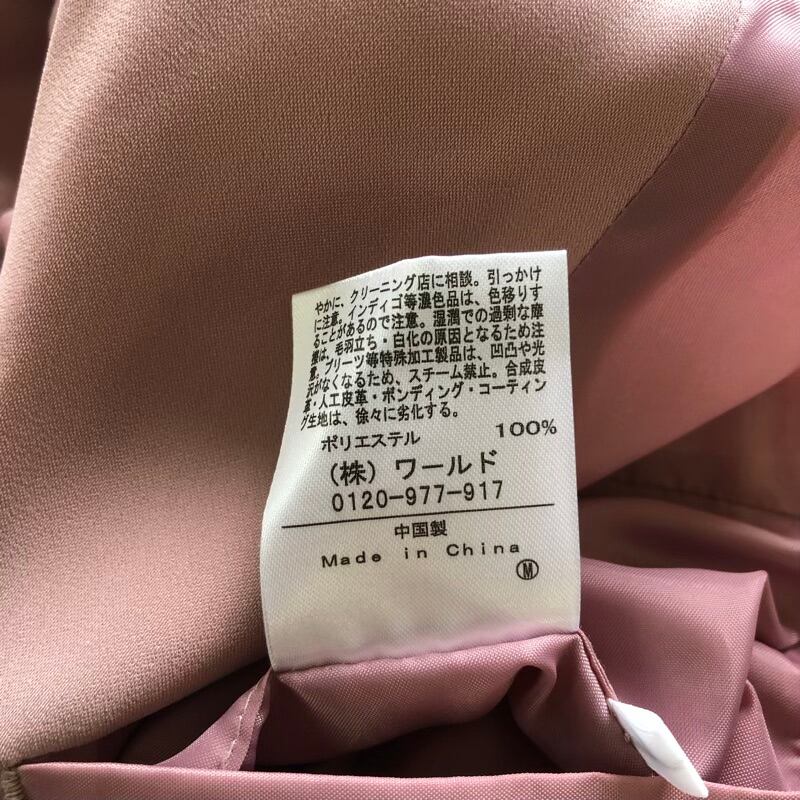 やかに、クリーニング店に相談。引っかけ
に注意。インディゴ等濃色品は、色移りす
ることがあるので注意。湿潤での過剰な摩
擦は、毛羽立ち・白化の原因となるため注
意。プリーツ等特殊加工製品は、凹凸や光
沢がなくなるため、スチーム禁止。合成皮
革・人工皮革・ボンディング・コーティン
グ生地は、徐々に劣化する。
ポリエステル 100%
（株）ワールド
0120-977-917
中国製
Made in China
Ⓜ